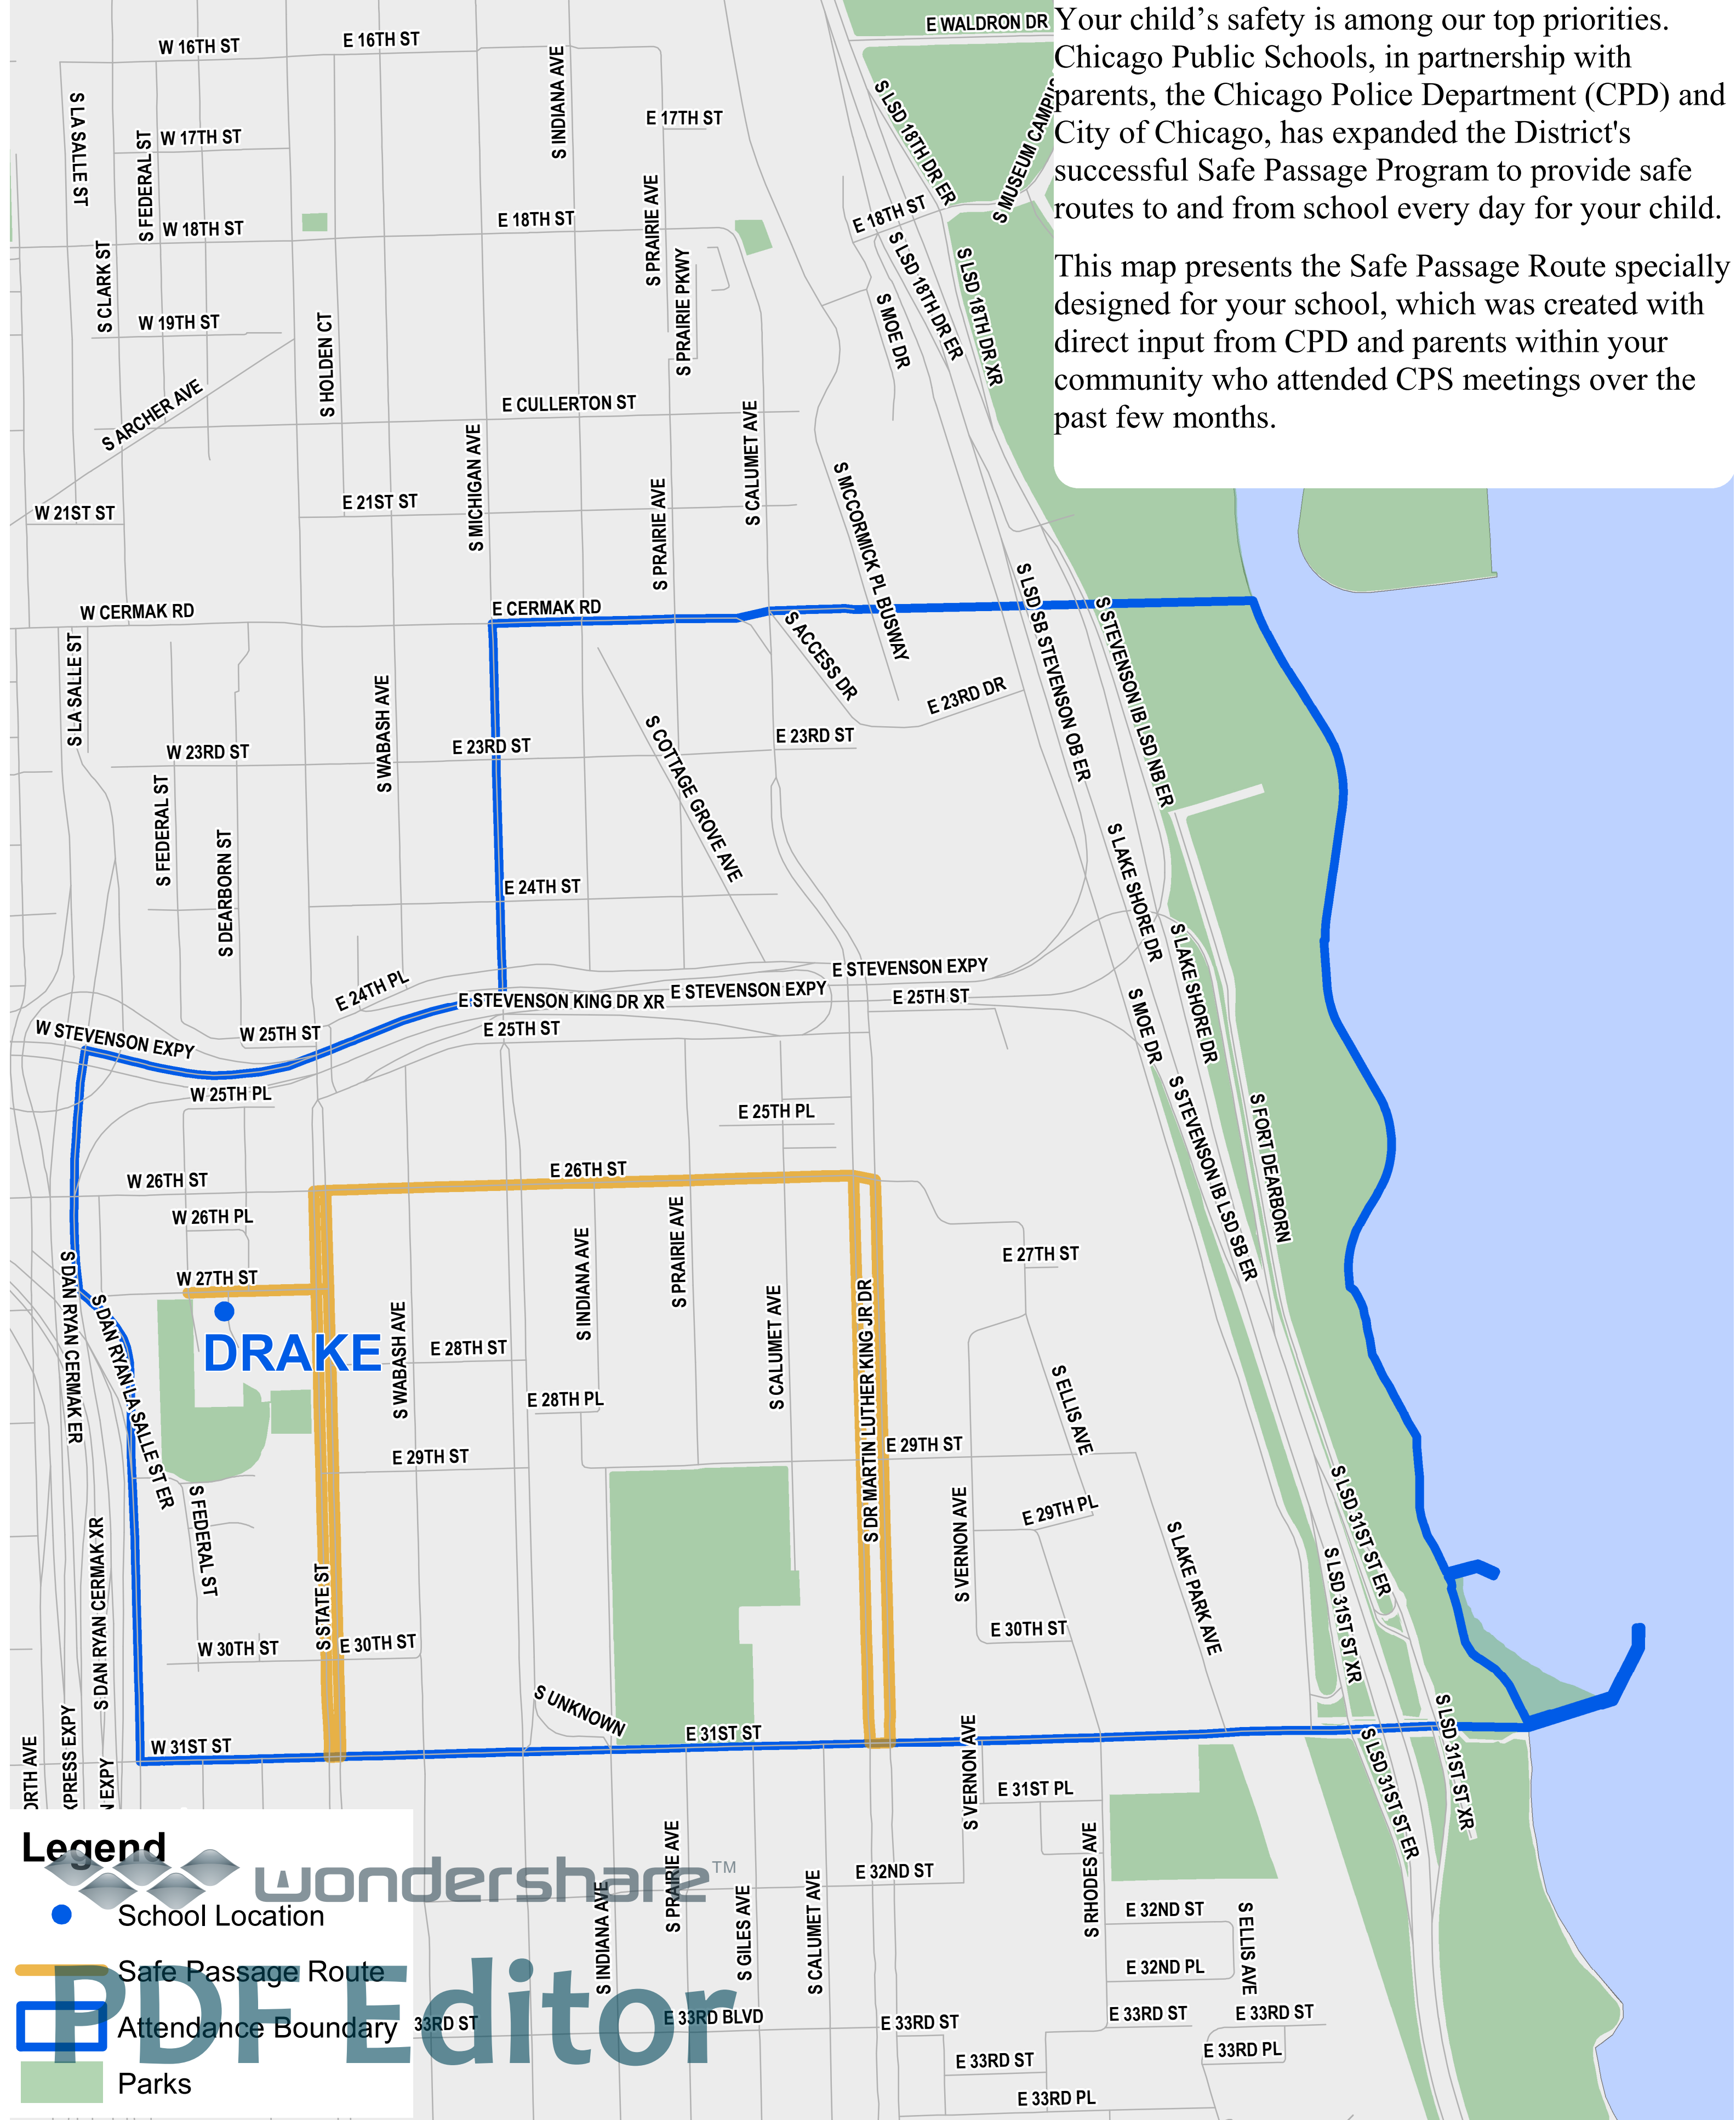 Your child's safety is among our top priorities.
Chicago Public Schools, in partnership with
parents, the Chicago Police Department (CPD) and
City of Chicago, has expanded the District's
successful Safe Passage Program to provide safe
routes to and from school every day for your child.
This map presents the Safe Passage Route specially
designed for your school, which was created with
direct input from CPD and parents within your
community who attended CPS meetings over the
past few months.
E WALDRON DR
W 16TH ST
E 16TH ST
S INDIANA AVE
S LA SALLE ST
S FEDERAL ST
W 17TH ST
E 17TH ST
S LSD 18TH DR ER
S MUSEUM CAMPUS
S PRAIRIE AVE
W 18TH ST
E 18TH ST
E 18TH ST
S CLARK ST
S PRAIRIE PKWY
S LSD 18TH DR ER
S LSD 18TH DR XR
S MOE DR
W 19TH ST
S HOLDEN CT
S ARCHER AVE
E CULLERTON ST
S MICHIGAN AVE
S CALUMET AVE
S PRAIRIE AVE
S MCCORMICK PL BUSWAY
W 21ST ST
E 21ST ST
W CERMAK RD
E CERMAK RD
S LSD SB STEVENSON OB ER
S STEVENSON IB LSD NB ER
S ACCESS DR
S LA SALLE ST
S WABASH AVE
E 23RD DR
W 23RD ST
E 23RD ST
E 23RD ST
S COTTAGE GROVE AVE
S FEDERAL ST
S DEARBORN ST
S LAKE SHORE DR
E 24TH ST
S LAKE SHORE DR
E 24TH PL
E STEVENSON EXPY
E STEVENSON KING DR XR
E STEVENSON EXPY
E 25TH ST
S MOE DR
W STEVENSON EXPY
W 25TH ST
E 25TH ST
W 25TH PL
E 25TH PL
S STEVENSON IB LSD SB ER
S FORT DEARBORN
W 26TH ST
E 26TH ST
W 26TH PL
S PRAIRIE AVE
S INDIANA AVE
E 27TH ST
W 27TH ST
S DAN RYAN CERMAK ER
S DAN RYAN LA SALLE ST ER
DRAKE
S WABASH AVE
S CALUMET AVE
S DR MARTIN LUTHER KING JR DR
E 28TH ST
E 28TH PL
S ELLIS AVE
E 29TH ST
E 29TH ST
S FEDERAL ST
S VERNON AVE
E 29TH PL
S LSD 31ST ST ER
S LAKE PARK AVE
S LSD 31ST ST XR
S DAN RYAN CERMAK XR
S STATE ST
W 30TH ST
E 30TH ST
E 30TH ST
S UNKNOWN
W 31ST ST
E 31ST ST
S VERNON AVE
S LSD 31ST ST ER
S LSD 31ST ST XR
ORTH AVE
XPRESS EXPY
N EXPY
E 31ST PL
S RHODES AVE
E 32ND ST
S PRAIRIE AVE
S INDIANA AVE
S GILES AVE
S CALUMET AVE
E 32ND ST
S ELLIS AVE
E 32ND PL
33RD ST
E 33RD BLVD
E 33RD ST
E 33RD ST
E 33RD ST
E 33RD ST
E 33RD PL
E 33RD PL
Legend
School Location
Safe Passage Route
Attendance Boundary
Parks
wondershare™
PDF Editor